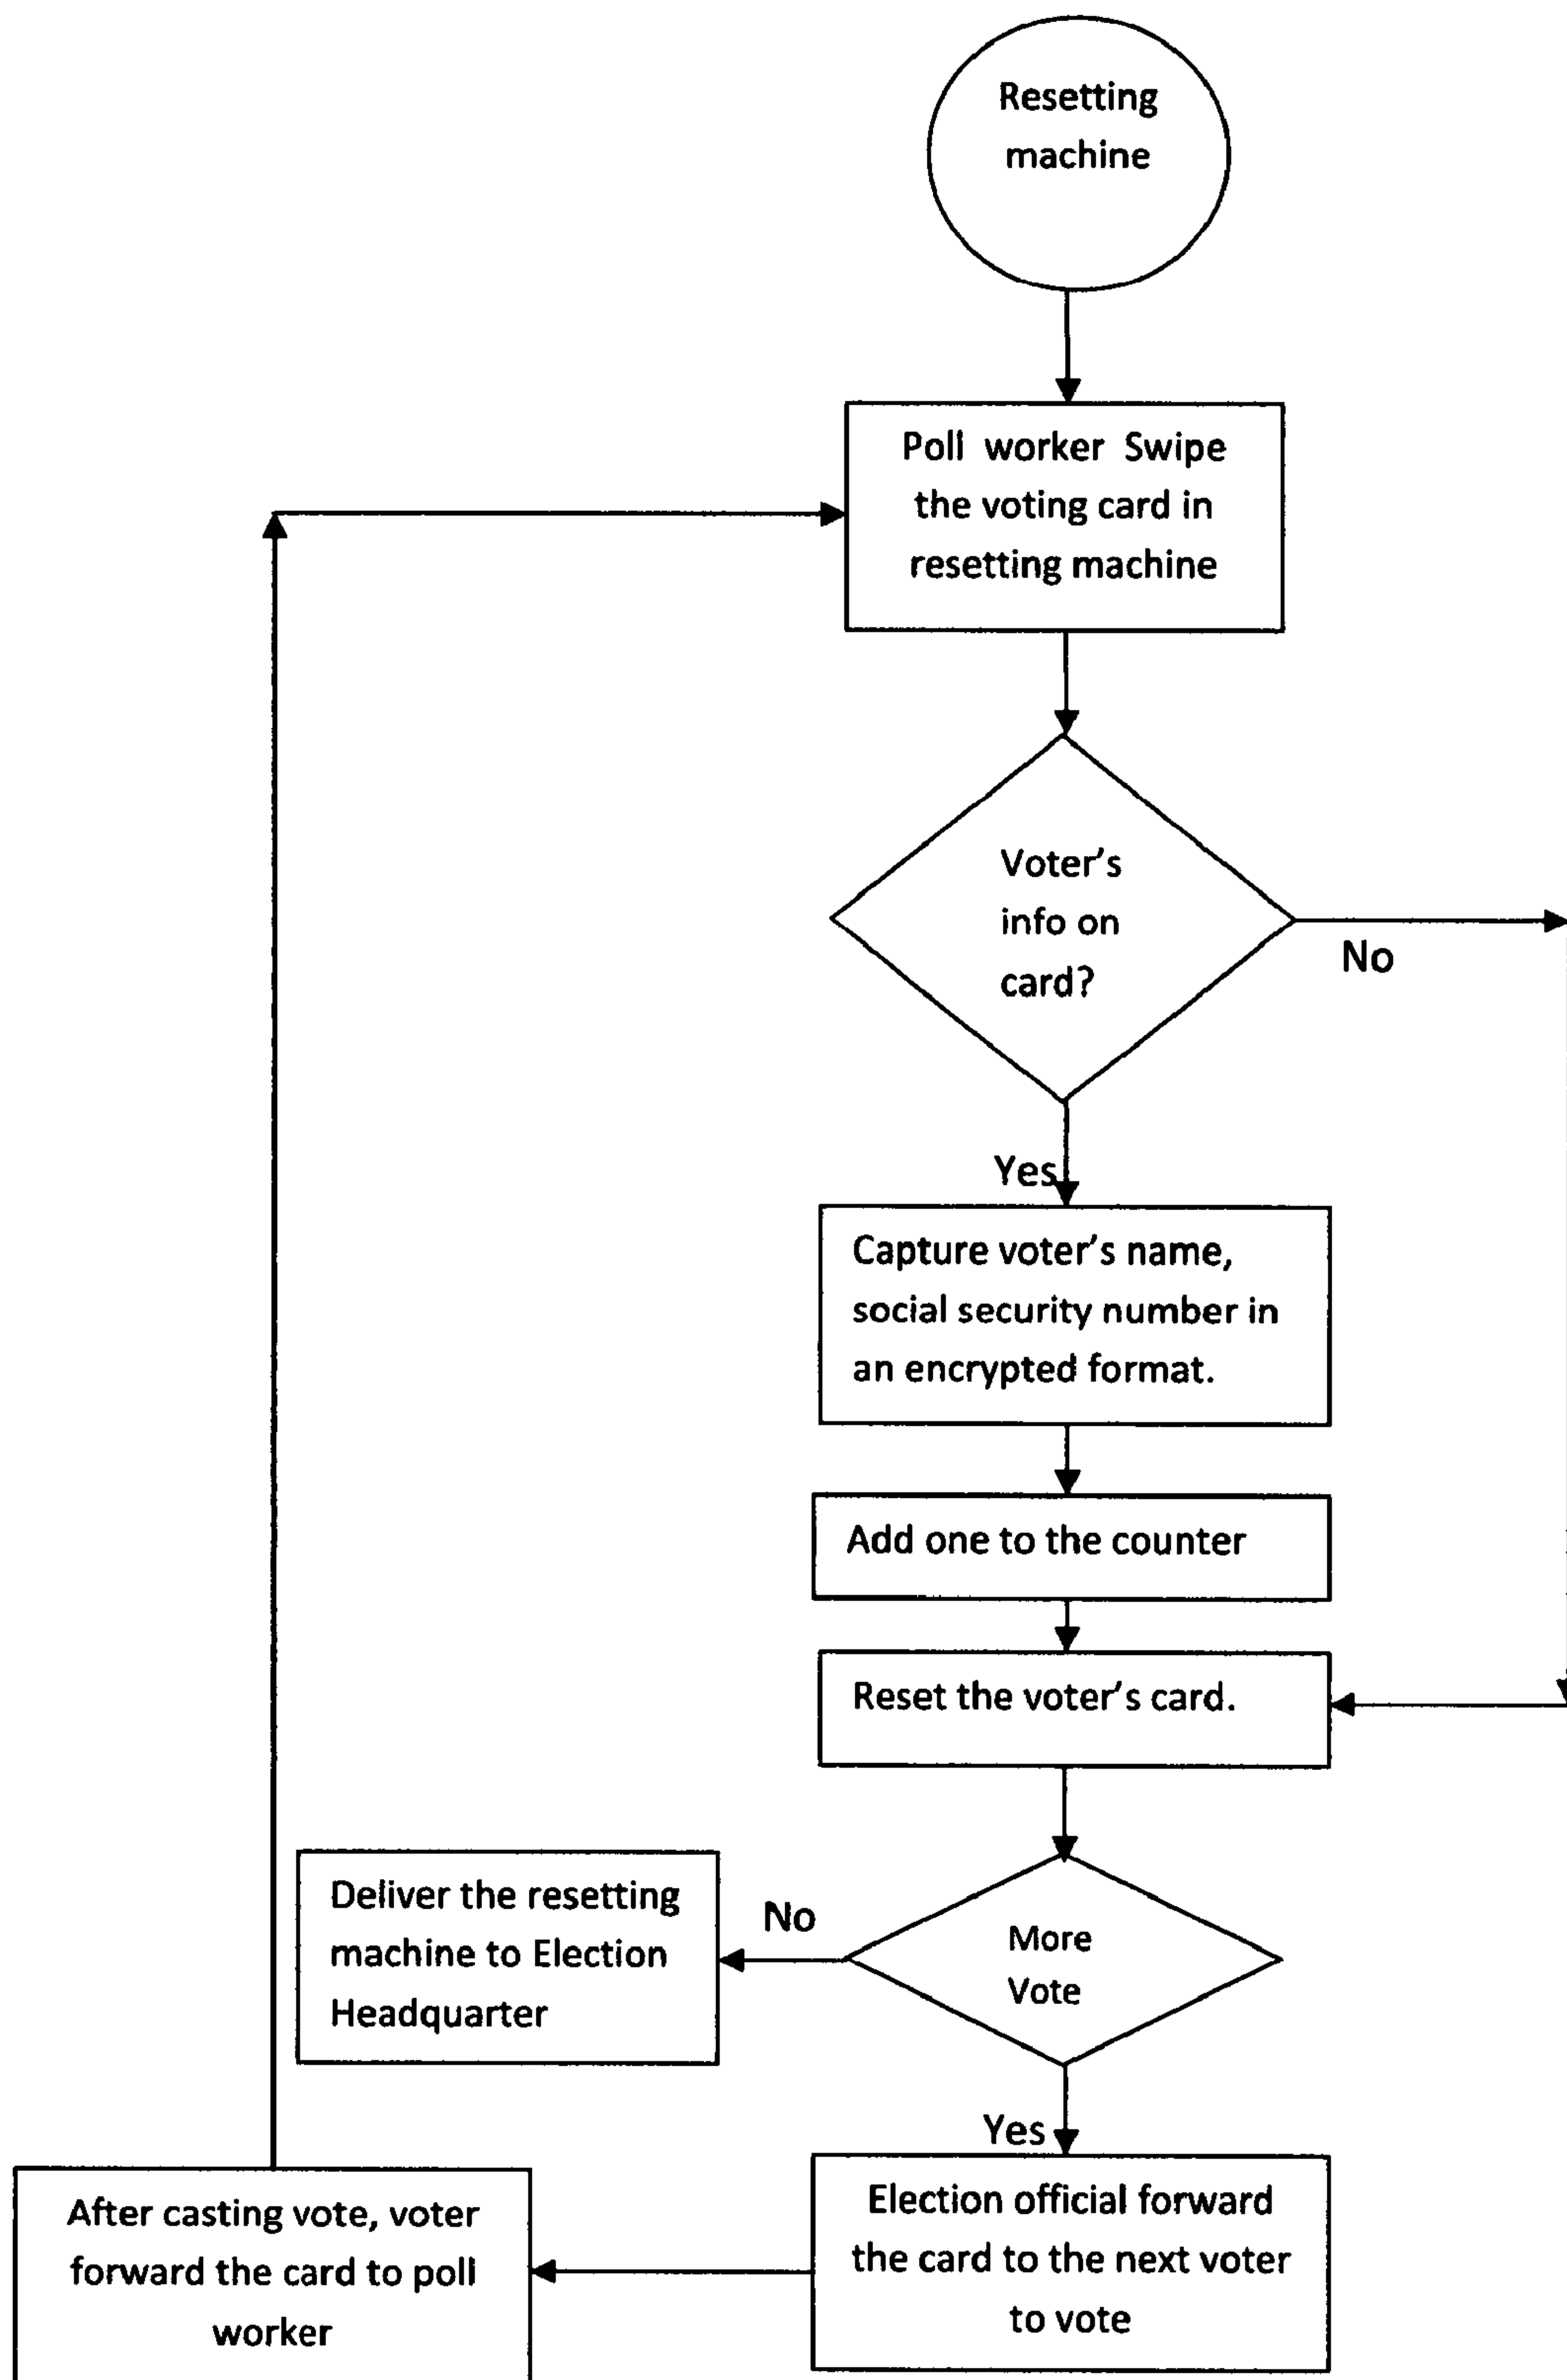 Resetting
machine
Poll worker Swipe
the voting card in
resetting machine
Voter's
info on
card?
No
Yes
Capture voter's name,
social security number in
an encrypted format.
Add one to the counter
Reset the voter's card.
More
Vote
No
Deliver the resetting
machine to Election
Headquarter
Yes
Election official forward
the card to the next voter
to vote
After casting vote, voter
forward the card to poll
worker